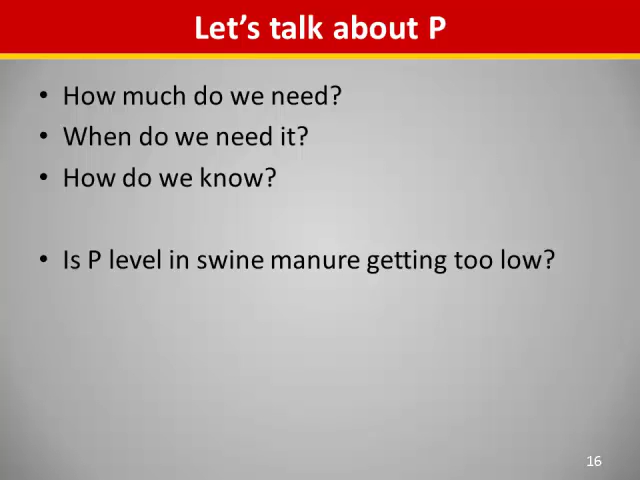 Let's talk about P
• How much do we need?
• When do we need it?
• How do we know?
• Is P level in swine manure getting too low?
16